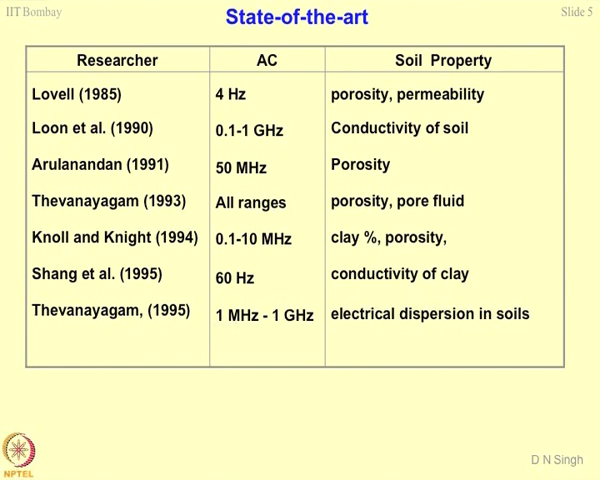 IIT Bombay
State-of-the-art
Slide 5
Researcher AC Soil Property
Lovell (1985) 4 Hz porosity, permeability
Loon et al. (1990) 0.1-1 GHz Conductivity of soil
Arulanandan (1991) 50 MHz Porosity
Thevanayagam (1993) All ranges porosity, pore fluid
Knoll and Knight (1994) 0.1-10 MHz clay %, porosity,
Shang et al. (1995) 60 Hz conductivity of clay
Thevanayagam, (1995) 1 MHz - 1 GHz electrical dispersion in soils
NPTEL
D N Singh